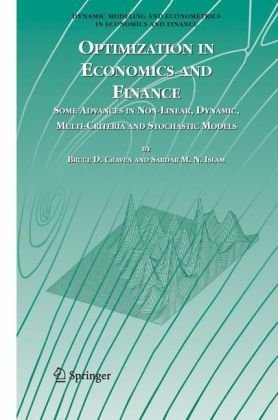 DYNAMIC MODELING AND ECONOMETRICS
IN ECONOMICS AND FINANCE
OPTIMIZATION IN
ECONOMICS AND
FINANCE
SOME ADVANCES IN NON-LINEAR, DYNAMIC,
MULTI-CRITERIA AND STOCHASTIC MODELS
BY
BRUCE D. CRAVEN AND SARDAR M. N. ISLAM
Springer